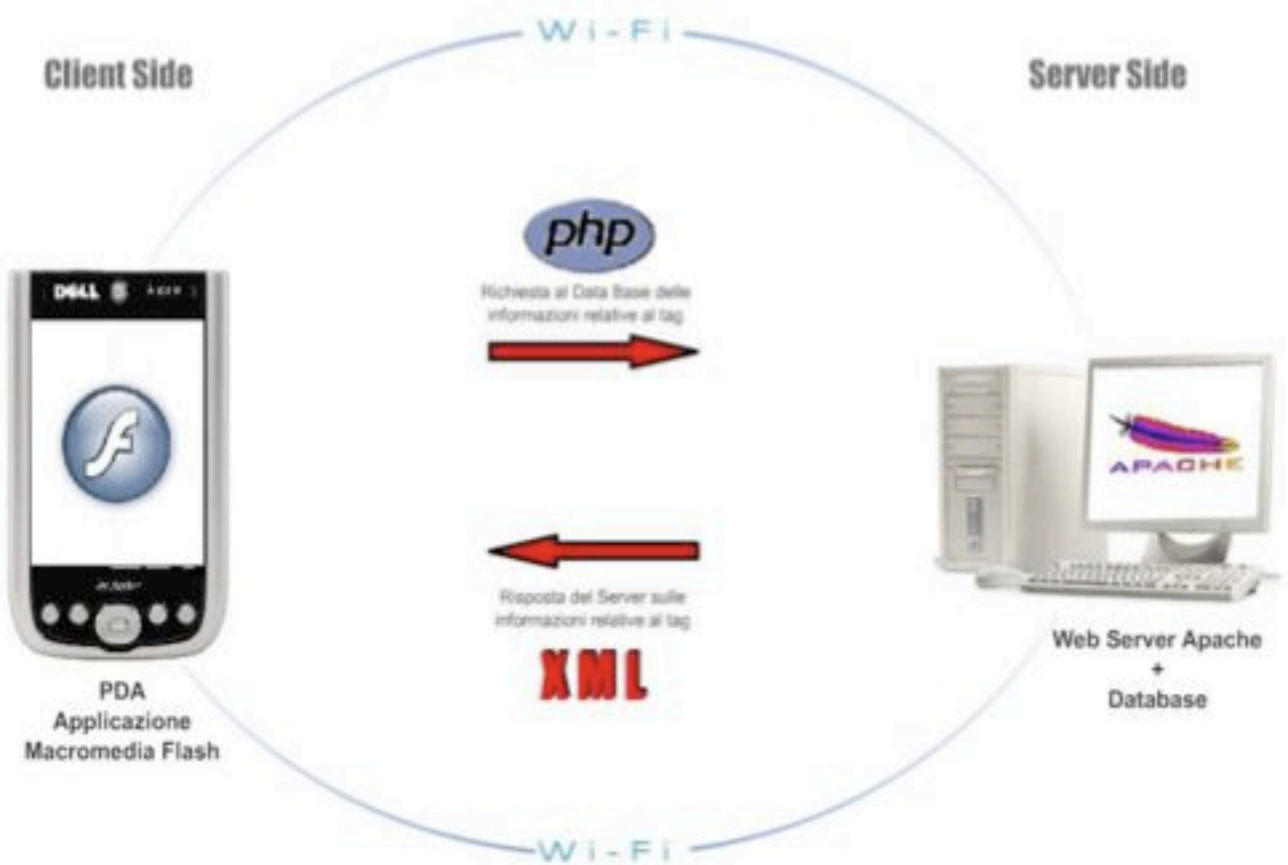 Wi-Fi
Client Side
Server Side
php
Richiesta al Data Base delle
informazioni relative al tag
DELL
APACHE
Risposta del Server sulle
informazioni relative al tag
XML
PDA
Applicazione
Macromedia Flash
Web Server Apache
+
Database
Wi-Fi